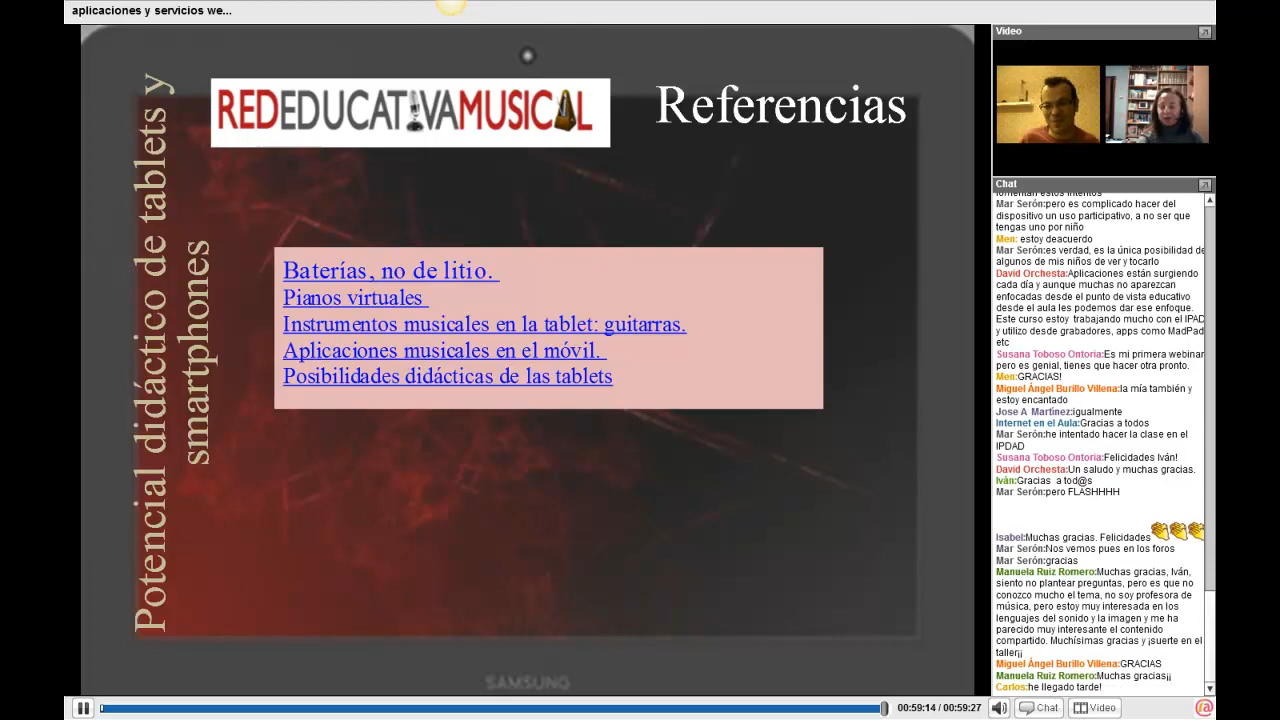 aplicaciones y servicios we...
Potencial didáctico de tablets y
smartphones
REDEDUCATIVAMUSICAL
Referencias
Baterías, no de litio.
Pianos virtuales
Instrumentos musicales en la tablet: guitarras.
Aplicaciones musicales en el móvil.
Posibilidades didácticas de las tablets
SAMSUNG
Video
Chat
fomentan estos intentos
Mar Serón:pero es complicado hacer del
dispositivo un uso participativo, a no ser que
tengas uno por niño
Men: estoy deacuerdo
Mar Serón:es verdad, es la única posibilidad de
algunos de mis niños de ver y tocarlo
David Orchesta:Aplicaciones están surgiendo
cada día y aunque muchas no aparezcan
enfocadas desde el punto de vista educativo
desde el aula les podemos dar ese enfoque.
Este curso estoy trabajando mucho con el IPAD
y utilizo desde grabadores, apps como MadPad
etc
Susana Toboso Ontoria:Es mi primera webinar
pero es genial, tienes que hacer otra pronto.
Men:GRACIAS!
Miguel Ángel Burillo Villena:la mía también y
estoy encantado
Jose A Martínez:igualmente
Internet en el Aula:Gracias a todos
Mar Serón:he intentado hacer la clase en el
IPDAD
Susana Toboso Ontoria:Felicidades Iván!
David Orchesta:Un saludo y muchas gracias.
Iván:Gracias a tod@s
Mar Serón:pero FLASHHHH
Isabel:Muchas gracias. Felicidades
Mar Serón:Nos vemos pues en los foros
Mar Serón:gracias
Manuela Ruiz Romero:Muchas gracias, Iván,
siento no plantear preguntas, pero es que no
conozco mucho el tema, no soy profesora de
música, pero estoy muy interesada en los
lenguajes del sonido y la imagen y me ha
parecido muy interesante el contenido
compartido. Muchísimas gracias y ¡suerte en el
taller¡¡
Miguel Ángel Burillo Villena:GRACIAS
Manuela Ruiz Romero:Muchas gracias¡¡
Carlos:he llegado tarde!
00:59:14 / 00:59:27
Chat
Video